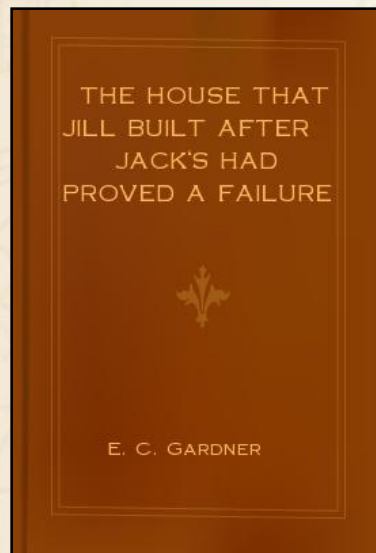 THE HOUSE THAT
JILL BUILT AFTER
JACK'S HAD
PROVED A FAILURE
E. C. GARDNER